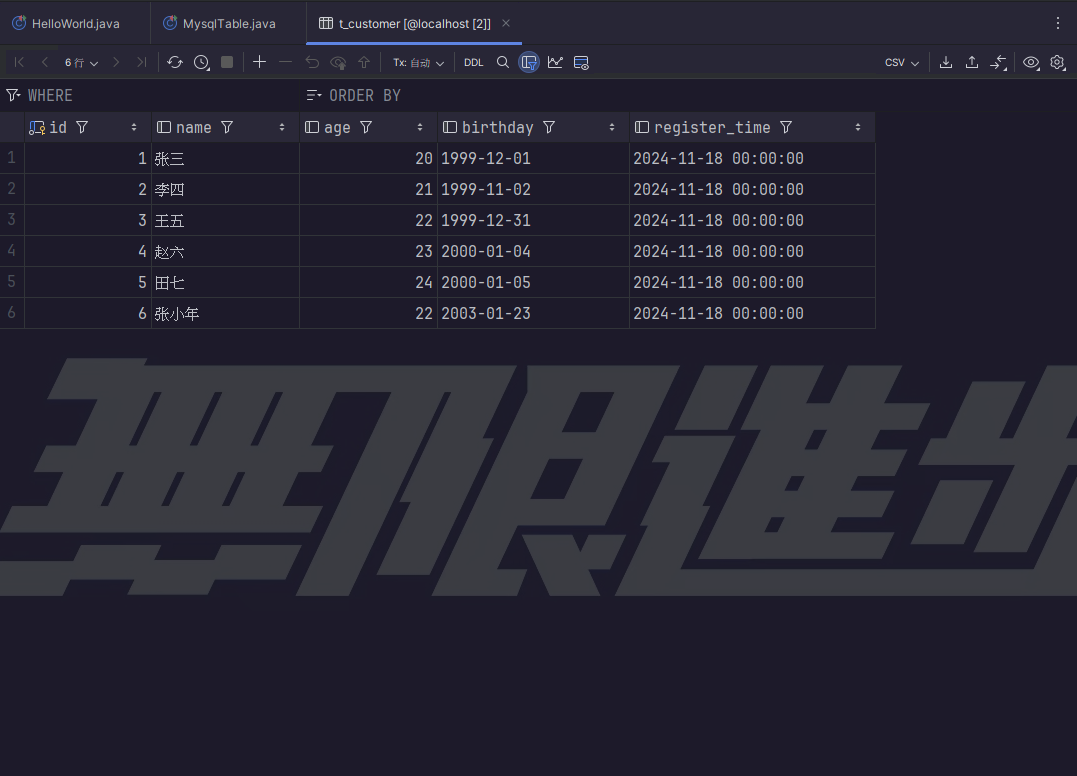 HelloWorld.java MysqlTable.java t_customer [@localhost [2]]
6 行 Tx: 自动 DDL CSV
WHERE ORDER BY
id name age birthday register_time
1 1 张三 20 1999-12-01 2024-11-18 00:00:00
2 2 李四 21 1999-11-02 2024-11-18 00:00:00
3 3 王五 22 1999-12-31 2024-11-18 00:00:00
4 4 赵六 23 2000-01-04 2024-11-18 00:00:00
5 5 田七 24 2000-01-05 2024-11-18 00:00:00
6 6 张小年 22 2003-01-23 2024-11-18 00:00:00
無限進步